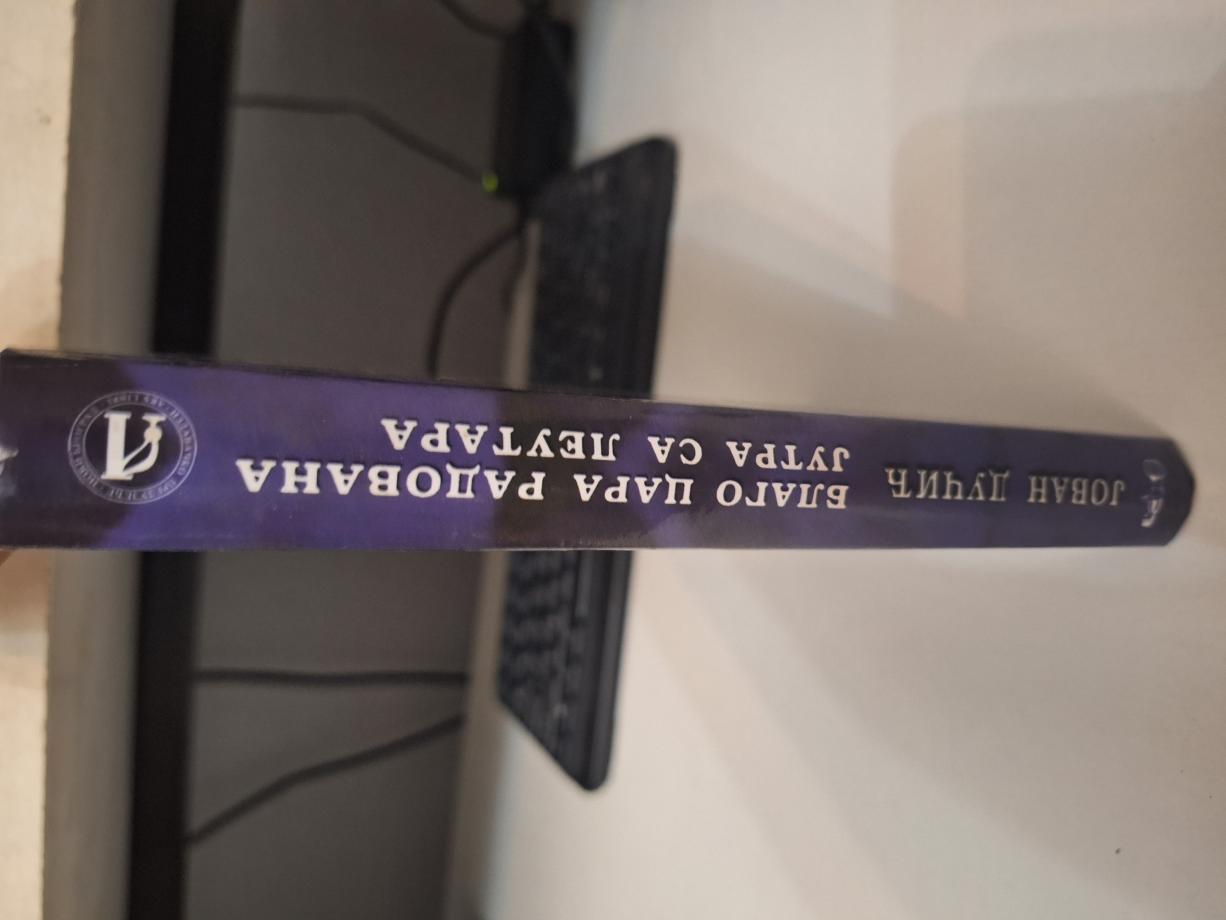 ЈОВАН ДУЧИЋ
БЛАГО ЦАРА РАДОВАНА
ЈУТРА СА ЛЕУТАРА